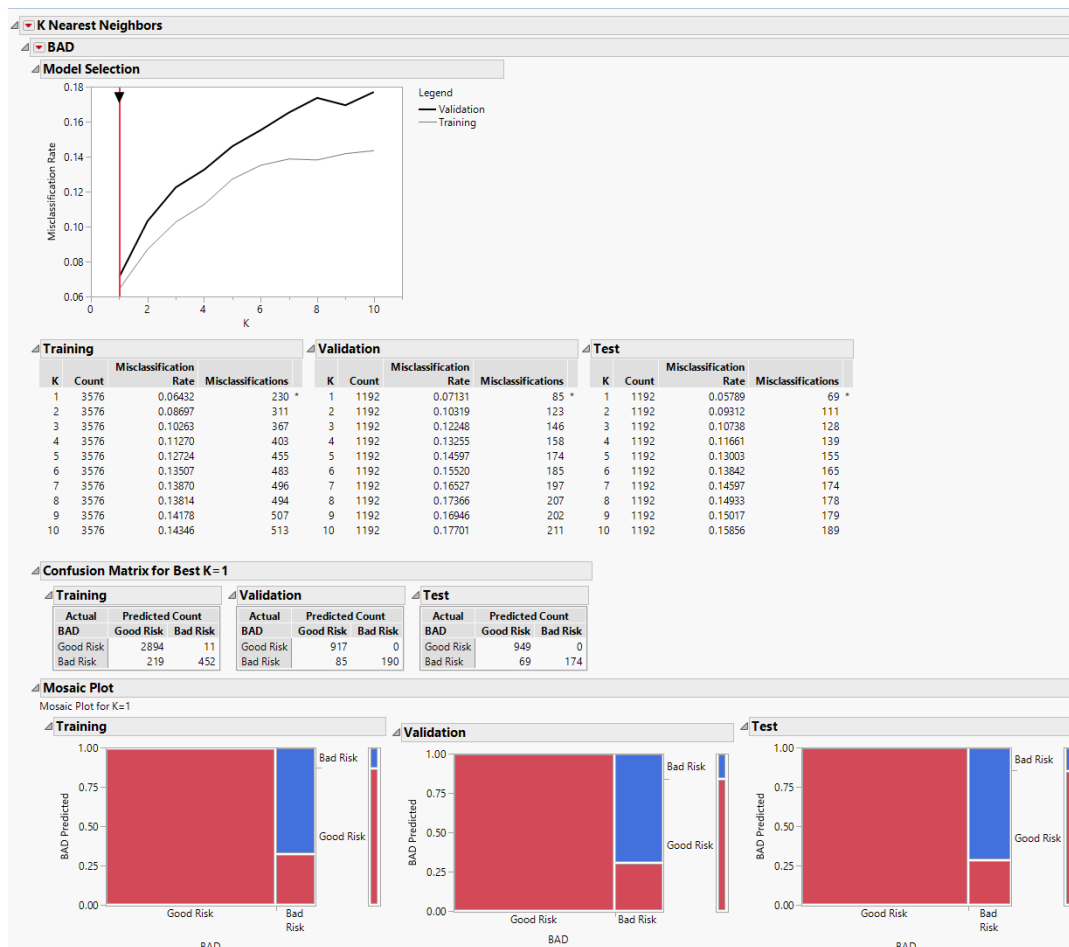 K Nearest Neighbors
BAD
Model Selection
0.18
0.16
0.14
0.12
0.10
0.08
0.06
Misclassification Rate
0 2 4 6 8 10
K
Legend
Validation
Training
Training
Misclassification
K Count Rate Misclassifications
1 3576 0.06432 230 *
2 3576 0.08697 311
3 3576 0.10263 367
4 3576 0.11270 403
5 3576 0.12724 455
6 3576 0.13507 483
7 3576 0.13870 496
8 3576 0.13814 494
9 3576 0.14178 507
10 3576 0.14346 513
Validation
Misclassification
K Count Rate Misclassifications
1 1192 0.07131 85 *
2 1192 0.10319 123
3 1192 0.12248 146
4 1192 0.13255 158
5 1192 0.14597 174
6 1192 0.15520 185
7 1192 0.16527 197
8 1192 0.17366 207
9 1192 0.16946 202
10 1192 0.17701 211
Test
Misclassification
K Count Rate Misclassifications
1 1192 0.05789 69 *
2 1192 0.09312 111
3 1192 0.10738 128
4 1192 0.11661 139
5 1192 0.13003 155
6 1192 0.13842 165
7 1192 0.14597 174
8 1192 0.14933 178
9 1192 0.15017 179
10 1192 0.15856 189
Confusion Matrix for Best K=1
Training
Actual Predicted Count
BAD Good Risk Bad Risk
Good Risk 2894 11
Bad Risk 219 452
Validation
Actual Predicted Count
BAD Good Risk Bad Risk
Good Risk 917 0
Bad Risk 85 190
Test
Actual Predicted Count
BAD Good Risk Bad Risk
Good Risk 949 0
Bad Risk 69 174
Mosaic Plot
Mosaic Plot for K=1
Training
1.00
0.75
0.50
0.25
0.00
BAD Predicted
Bad Risk
Good Risk
Good Risk
Bad
Risk
BAD
Validation
1.00
0.75
0.50
0.25
0.00
BAD Predicted
Bad Risk
Good Risk
Good Risk Bad Risk
BAD
Test
1.00
0.75
0.50
0.25
0.00
BAD Predicted
Bad Risk
Good Risk
Good Risk
Bad
Risk
BAD